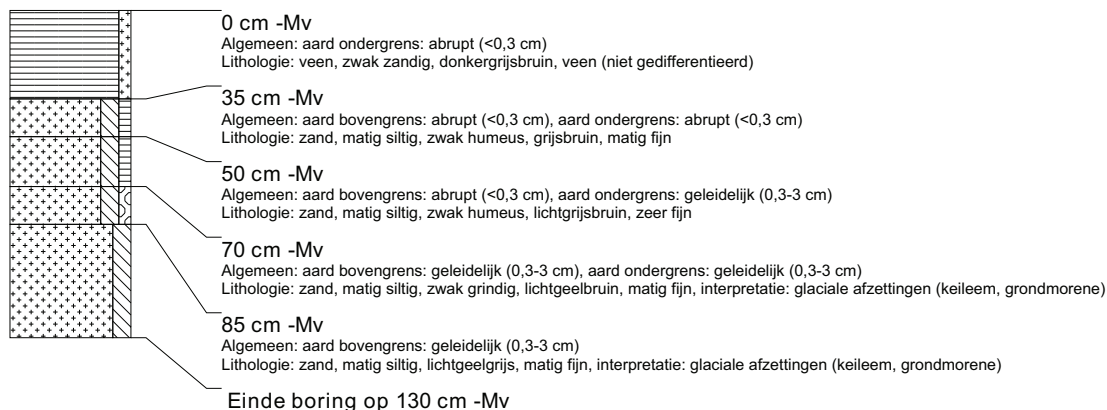 0 cm -Mv
Algemeen: aard ondergrens: abrupt (<0,3 cm)
Lithologie: veen, zwak zandig, donkergrijsbruin, veen (niet gedifferentieerd)
35 cm -Mv
Algemeen: aard bovengrens: abrupt (<0,3 cm), aard ondergrens: abrupt (<0,3 cm)
Lithologie: zand, matig siltig, zwak humeus, grijsbruin, matig fijn
50 cm -Mv
Algemeen: aard bovengrens: abrupt (<0,3 cm), aard ondergrens: geleidelijk (0,3-3 cm)
Lithologie: zand, matig siltig, zwak humeus, lichtgrijsbruin, zeer fijn
70 cm -Mv
Algemeen: aard bovengrens: geleidelijk (0,3-3 cm), aard ondergrens: geleidelijk (0,3-3 cm)
Lithologie: zand, matig siltig, zwak grindig, lichtgeelbruin, matig fijn, interpretatie: glaciale afzettingen (keileem, grondmorene)
85 cm -Mv
Algemeen: aard bovengrens: geleidelijk (0,3-3 cm)
Lithologie: zand, matig siltig, lichtgeelgrijs, matig fijn, interpretatie: glaciale afzettingen (keileem, grondmorene)
Einde boring op 130 cm -Mv